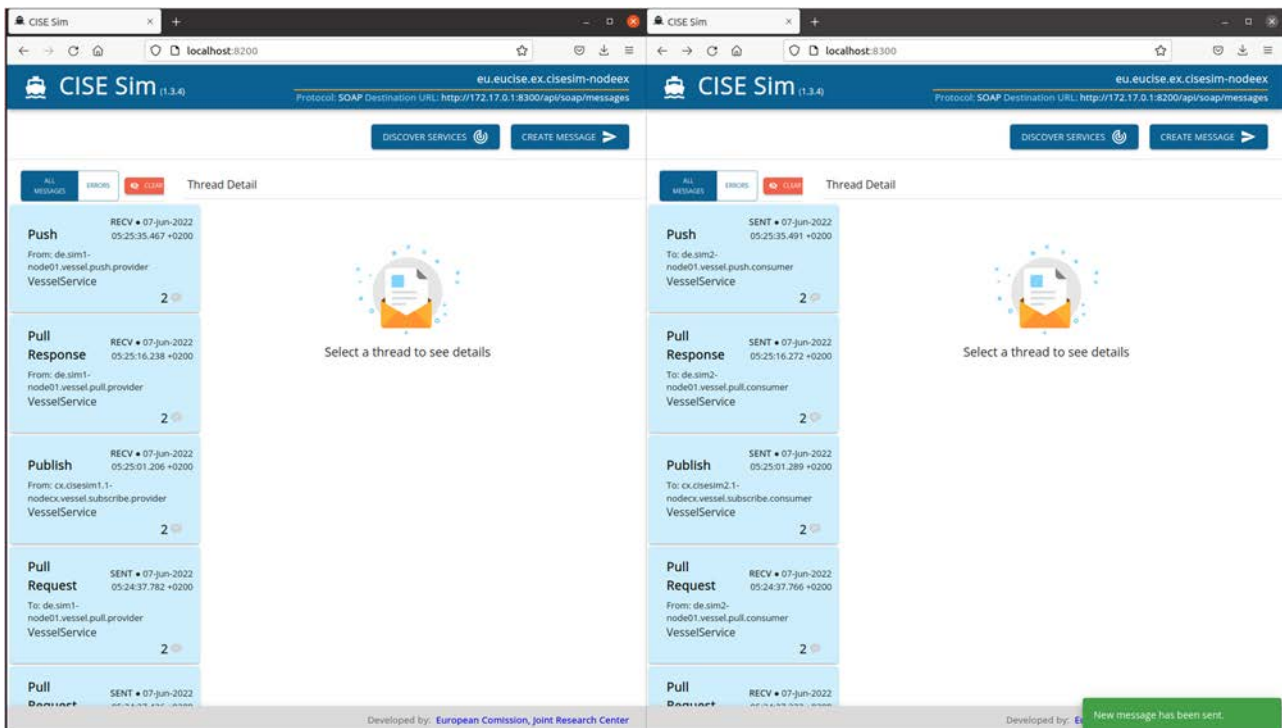 CISE Sim
localhost:8200
CISE Sim (1.3.4)
eu.eucise.ex.cisesim-nodeex
Protocol: SOAP Destination URL: http://172.17.0.1:8300/api/soap/messages
DISCOVER SERVICES
CREATE MESSAGE
ALL
MESSAGES
ERRORS
CLEAR
Thread Detail
Push
RECV • 07-Jun-2022
05:25:35.467 +0200
From: de.sim1-
node01.vessel.push.provider
VesselService
2
Pull
Response
RECV • 07-Jun-2022
05:25:16.238 +0200
From: de.sim1-
node01.vessel.pull.provider
VesselService
2
Publish
RECV • 07-Jun-2022
05:25:01.206 +0200
From: cx.cisesim1.1-
nodecx.vessel.subscribe.provider
VesselService
2
Pull
Request
SENT • 07-Jun-2022
05:24:37.782 +0200
To: de.sim1-
node01.vessel.pull.provider
VesselService
2
Pull
Request
SENT • 07-Jun-2022
Select a thread to see details
Developed by: European Comission, Joint Research Center
CISE Sim
localhost:8300
CISE Sim (1.3.4)
eu.eucise.ex.cisesim-nodeex
Protocol: SOAP Destination URL: http://172.17.0.1:8200/api/soap/messages
DISCOVER SERVICES
CREATE MESSAGE
ALL
MESSAGES
ERRORS
CLEAR
Thread Detail
Push
SENT • 07-Jun-2022
05:25:35.491 +0200
To: de.sim2-
node01.vessel.push.consumer
VesselService
2
Pull
Response
SENT • 07-Jun-2022
05:25:16.272 +0200
To: de.sim2-
node01.vessel.pull.consumer
VesselService
2
Publish
SENT • 07-Jun-2022
05:25:01.289 +0200
To: cx.cisesim2.1-
nodecx.vessel.subscribe.consumer
VesselService
2
Pull
Request
RECV • 07-Jun-2022
05:24:37.766 +0200
From: de.sim2-
node01.vessel.pull.consumer
VesselService
2
Pull
Request
RECV • 07-Jun-2022
Select a thread to see details
Developed by:
New message has been sent.